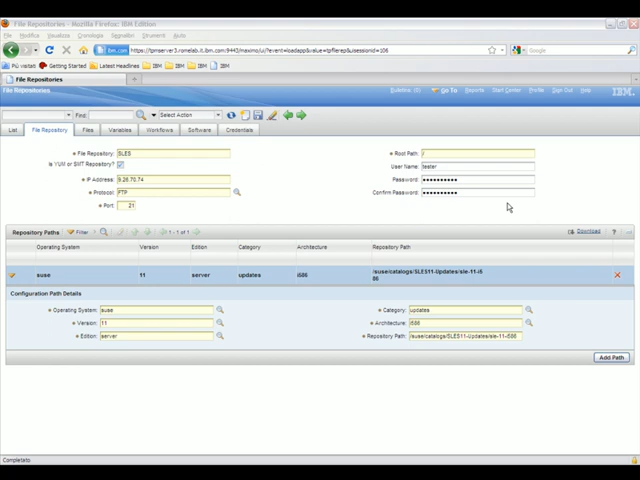 File Repositories - Mozilla Firefox: IBM Edition
File Modifica Visualizza Cronologia Segnalibri Strumenti Aiuto
ibm.com https://tpmserver3.romelab.it.ibm.com:9443/maximo/ui/?event=loadapp&value=tpfilerep&uisessionid=106
Google
Più visitati Getting Started Latest Headlines IBM IBM IBM IBM
File Repositories
File Repositories Bulletins (0) Go To Reports Start Center Profile Sign Out Help IBM.
Find: Select Action
List File Repository Files Variables Workflows Software Credentials
File Repository: SLES Root Path: /
Is YUM or SMT Repository? User Name: tester
IP Address: 9.26.70.74 Password: ••••••••••
Protocol: FTP Confirm Password: ••••••••••
Port: 21
Repository Paths Filter 1 - 1 of 1 Download ?
Operating System Version Edition Category Architecture Repository Path
suse 11 server updates i586 /suse/catalogs/SLES11-Updates/sle-11-i5
86
Configuration Path Details
Operating System: suse Category: updates
Version: 11 Architecture: i586
Edition: server Repository Path: /suse/catalogs/SLES11-Updates/sle-11-i586
Add Path
Completato